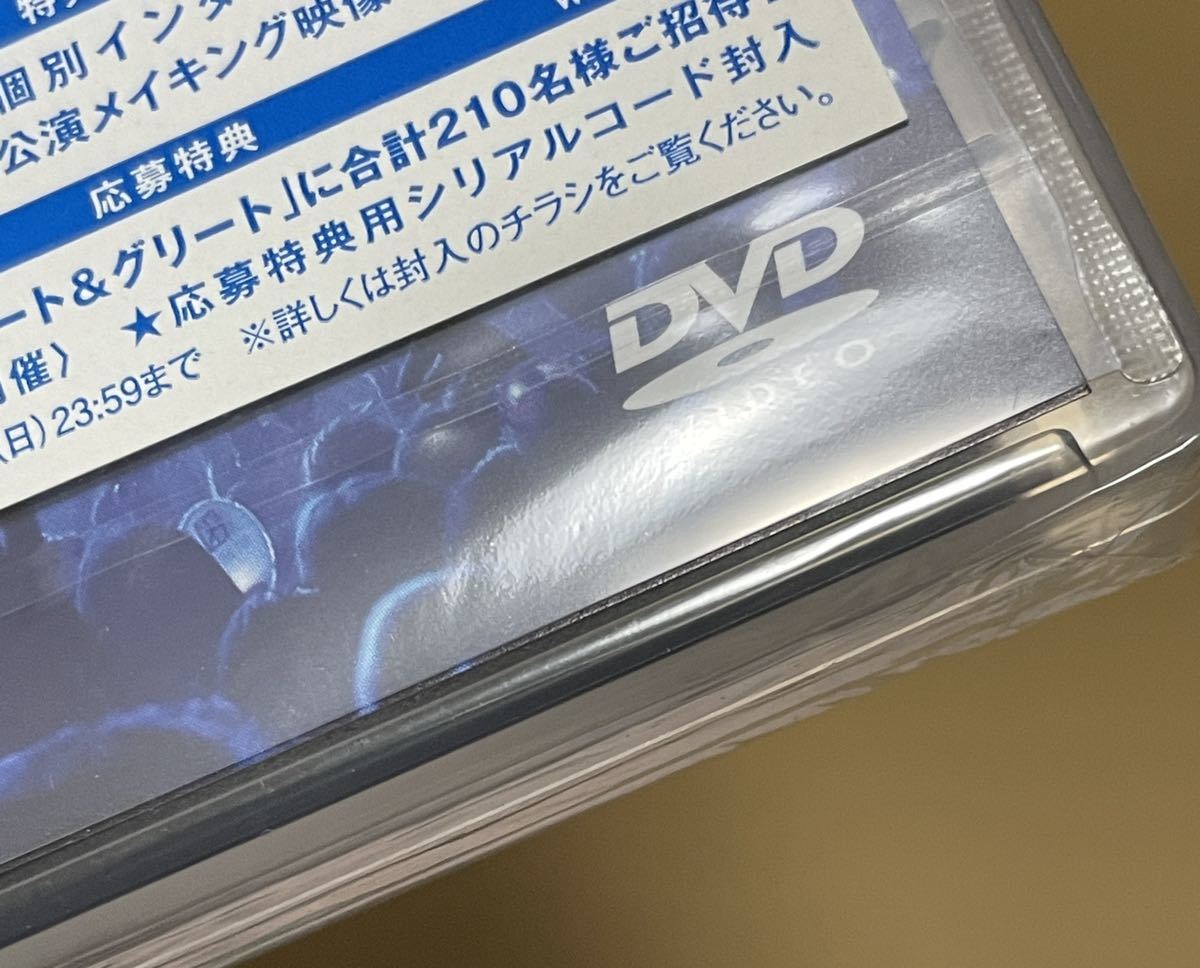 特
個別インタ
公演メイキング映像
応募特典
ート&グリート」に合計210名様ご招待
催〉 ★応募特典用シリアルコード封入
(日)23:59まで ※詳しくは封入のチラシをご覧ください。
DVD
VIDEO